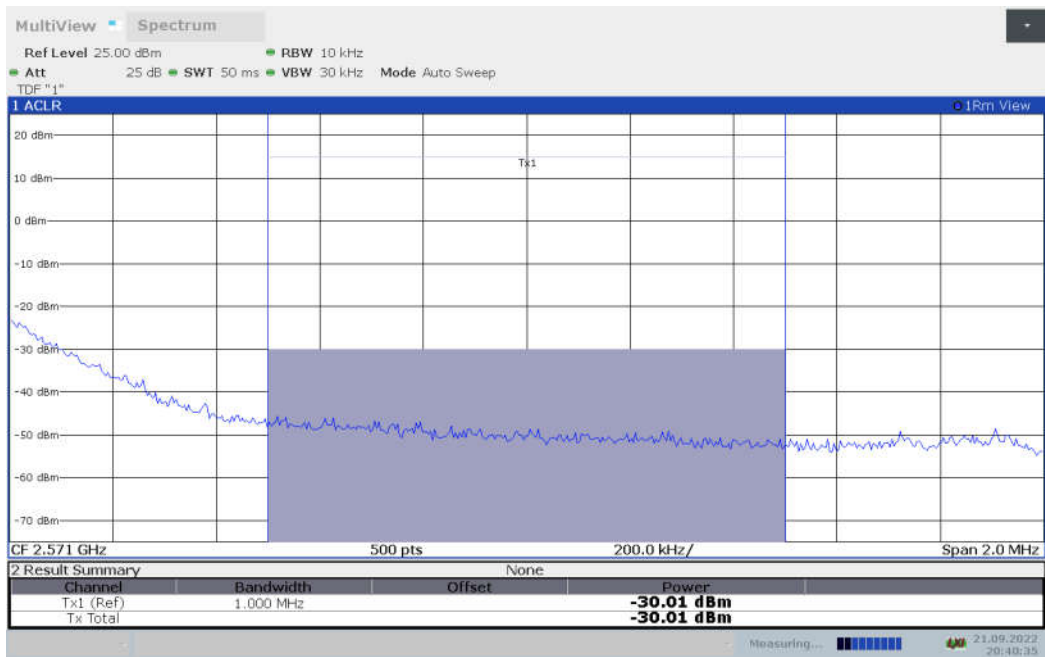 MultiView Spectrum
Ref Level 25.00 dBm RBW 10 kHz
Att 25 dB SWT 50 ms VBW 30 kHz Mode Auto Sweep
TDF "1"
1 ACLR 1Rm View
20 dBm
Tx1
10 dBm
0 dBm
-10 dBm
-20 dBm
-30 dBm
-40 dBm
-50 dBm
-60 dBm
-70 dBm
CF 2.571 GHz 500 pts 200.0 kHz/ Span 2.0 MHz
2 Result Summary None
Channel Bandwidth Offset Power
Tx1 (Ref) 1.000 MHz -30.01 dBm
Tx Total -30.01 dBm
Measuring... 21.09.2022
20:40:35